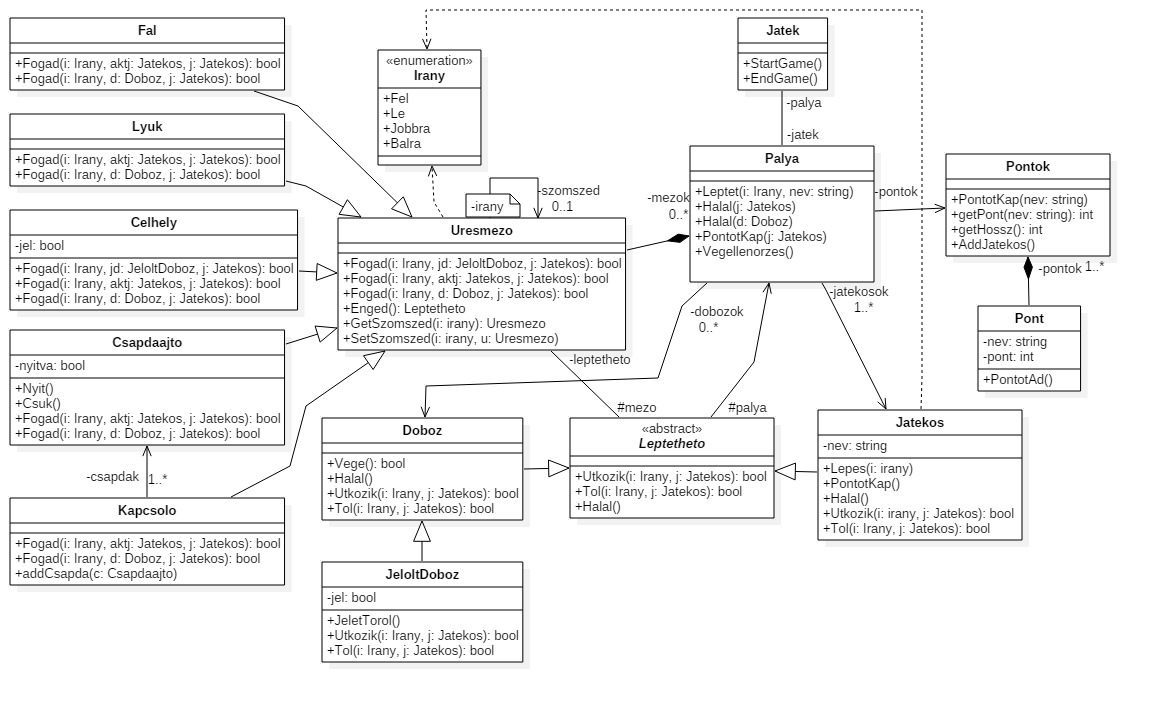 Fal
+Fogad(i: Irany, aktj: Jatekos, j: Jatekos): bool
+Fogad(i: Irany, d: Doboz, j: Jatekos): bool
Lyuk
+Fogad(i: Irany, aktj: Jatekos, j: Jatekos): bool
+Fogad(i: Irany, d: Doboz, j: Jatekos): bool
Celhely
-jel: bool
+Fogad(i: Irany, jd: JeloltDoboz, j: Jatekos): bool
+Fogad(i: Irany, aktj: Jatekos, j: Jatekos): bool
+Fogad(i: Irany, d: Doboz, j: Jatekos): bool
Csapdaajto
-nyitva: bool
+Nyit()
+Csuk()
+Fogad(i: Irany, aktj: Jatekos, j: Jatekos): bool
+Fogad(i: Irany, d: Doboz, j: Jatekos): bool
-csapdak
1..*
Kapcsolo
+Fogad(i: Irany, aktj: Jatekos, j: Jatekos): bool
+Fogad(i: Irany, d: Doboz, j: Jatekos): bool
+addCsapda(c: Csapdaajto)
«enumeration»
Irany
+Fel
+Le
+Jobbra
+Balra
-irany
-szomszed
0..1
Uresmezo
+Fogad(i: Irany, jd: JeloltDoboz, j: Jatekos): bool
+Fogad(i: Irany, aktj: Jatekos, j: Jatekos): bool
+Fogad(i: Irany, d: Doboz, j: Jatekos): bool
+Enged(): Leptetheto
+GetSzomszed(i: irany): Uresmezo
+SetSzomszed(i: irany, u: Uresmezo)
-leptetheto
#mezo
Jatek
+StartGame()
+EndGame()
-palya
-jatek
Palya
+Leptet(i: Irany, nev: string)
+Halal(j: Jatekos)
+Halal(d: Doboz)
+PontotKap(j: Jatekos)
+Vegellenorzes()
-mezok
0..*
-pontok
-dobozok
0..*
#palya
-jatekosok
1..*
Pontok
+PontotKap(nev: string)
+getPont(nev: string): int
+getHossz(): int
+AddJatekos()
-pontok
1..*
Pont
-nev: string
-pont: int
+PontotAd()
Doboz
+Vege(): bool
+Halal()
+Utkozik(i: Irany, j: Jatekos): bool
+Tol(i: Irany, j: Jatekos): bool
«abstract»
Leptetheto
+Utkozik(i: Irany, j: Jatekos): bool
+Tol(i: Irany, j: Jatekos): bool
+Halal()
Jatekos
-nev: string
+Lepes(i: irany)
+PontotKap()
+Halal()
+Utkozik(i: irany, j: Jatekos): bool
+Tol(i: Irany, j: Jatekos): bool
JeloltDoboz
-jel: bool
+JeletTorol()
+Utkozik(i: Irany, j: Jatekos): bool
+Tol(i: Irany, j: Jatekos): bool